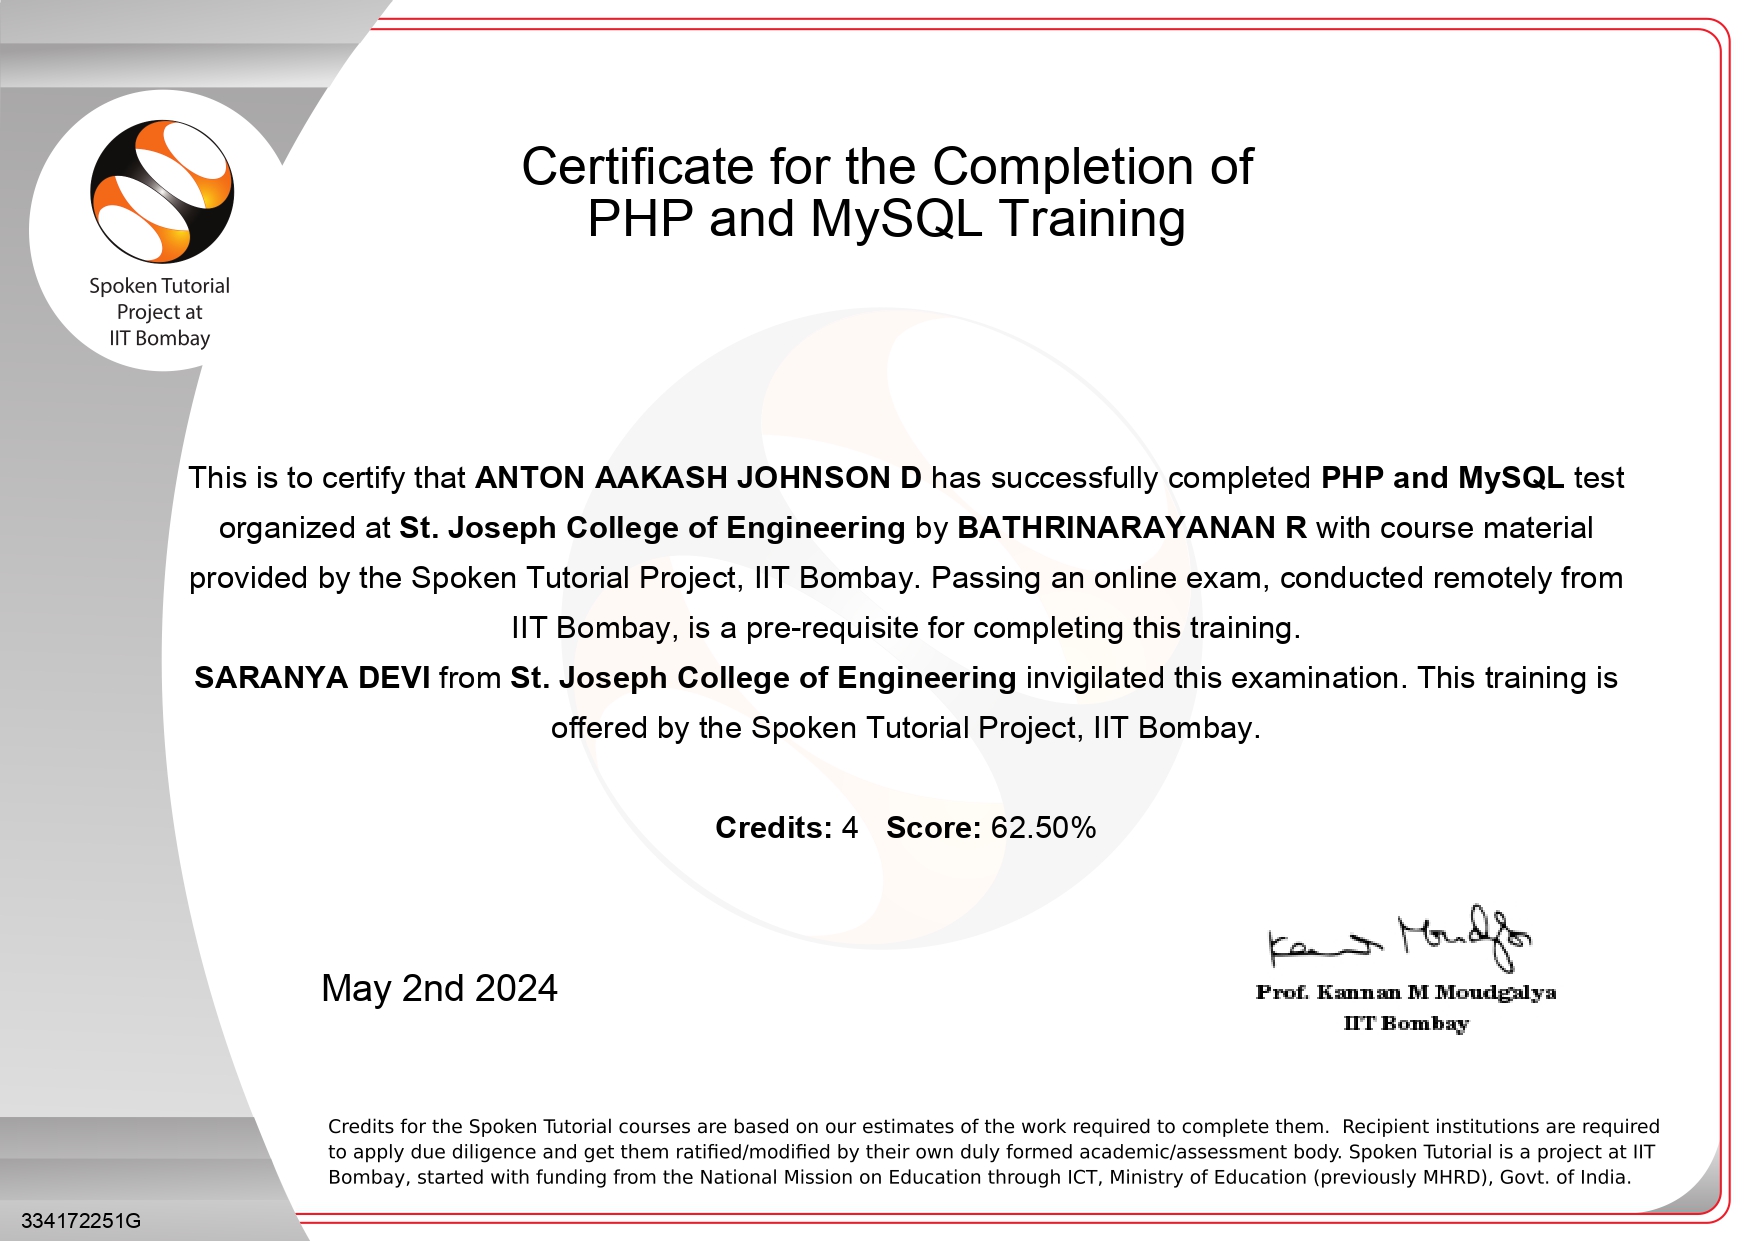 Spoken Tutorial
Project at
IIT Bombay
Certificate for the Completion of
PHP and MySQL Training
This is to certify that ANTON AAKASH JOHNSON D has successfully completed PHP and MySQL test
organized at St. Joseph College of Engineering by BATHRINARAYANAN R with course material
provided by the Spoken Tutorial Project, IIT Bombay. Passing an online exam, conducted remotely from
IIT Bombay, is a pre-requisite for completing this training.
SARANYA DEVI from St. Joseph College of Engineering invigilated this examination. This training is
offered by the Spoken Tutorial Project, IIT Bombay.
Credits: 4 Score: 62.50%
May 2nd 2024
Kannan Moudgalya
Prof. Kannan M Moudgalya
IIT Bombay
Credits for the Spoken Tutorial courses are based on our estimates of the work required to complete them. Recipient institutions are required
to apply due diligence and get them ratified/modified by their own duly formed academic/assessment body. Spoken Tutorial is a project at IIT
Bombay, started with funding from the National Mission on Education through ICT, Ministry of Education (previously MHRD), Govt. of India.
334172251G